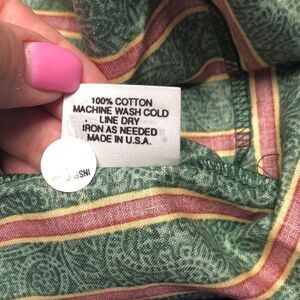 100% COTTON
MACHINE WASH COLD
LINE DRY
IRON AS NEEDED
MADE IN U.S.A.